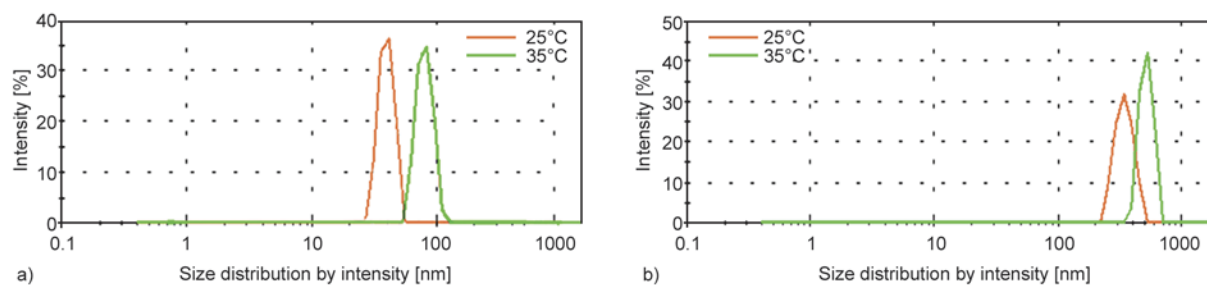 40
30
20
10
0
Intensity [%]
25°C
35°C
0.1 1 10 100 1000
a) Size distribution by intensity [nm]
50
40
30
20
10
0
Intensity [%]
25°C
35°C
0.1 1 10 100 1000
b) Size distribution by intensity [nm]